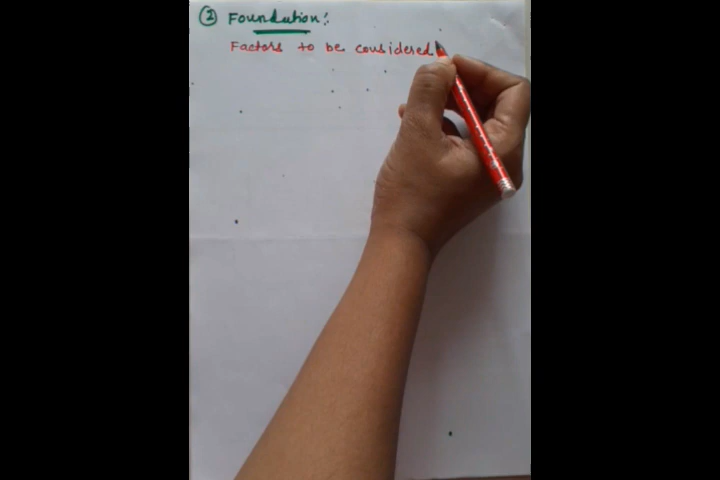 ② Foundation:
Factors to be considered